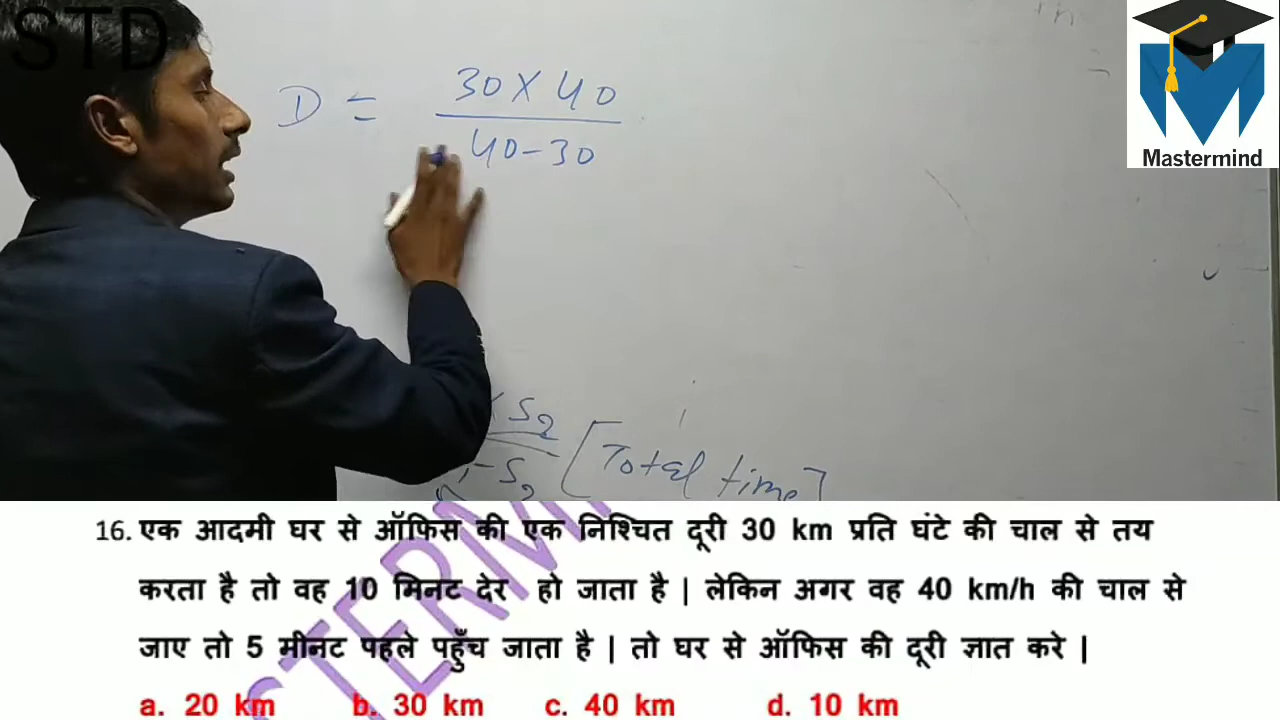 STD
D = 30 X 40
40 - 30
Mastermind
S2
- S2 [Total time]
16. एक आदमी घर से ऑफिस की एक निश्चित दूरी 30 km प्रति घंटे की चाल से तय
करता है तो वह 10 मिनट देर हो जाता है | लेकिन अगर वह 40 km/h की चाल से
जाए तो 5 मीनट पहले पहुँच जाता है | तो घर से ऑफिस की दूरी ज्ञात करे |
a. 20 km b. 30 km c. 40 km d. 10 km